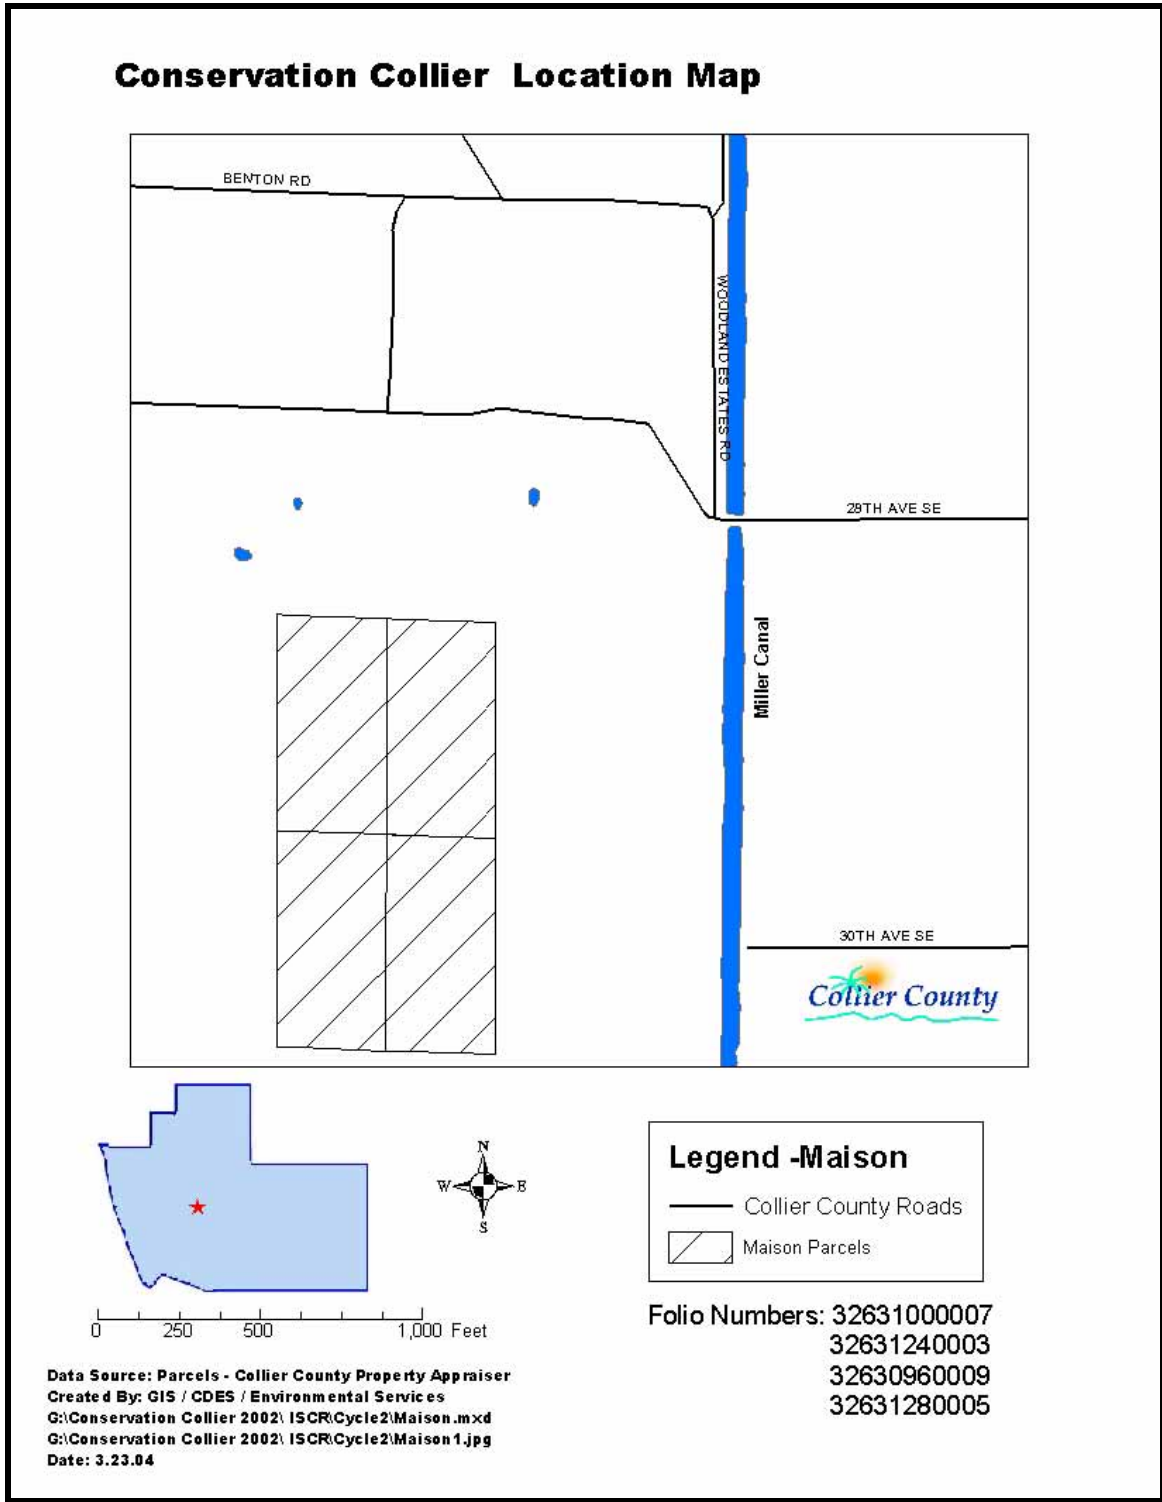 Conservation Collier Location Map
BENTON RD
WOODLAND ESTATES RD
28TH AVE SE
Miller Canal
30TH AVE SE
Collier County
N
W E
S
Legend -Maison
Collier County Roads
Maison Parcels
0 250 500 1,000 Feet
Folio Numbers: 32631000007
32631240003
32630960009
32631280005
Data Source: Parcels - Collier County Property Appraiser
Created By: GIS / CDES / Environmental Services
G:\Conservation Collier 2002\ ISCR\Cycle2\Maison.mxd
G:\Conservation Collier 2002\ ISCR\Cycle2\Maison1.jpg
Date: 3.23.04